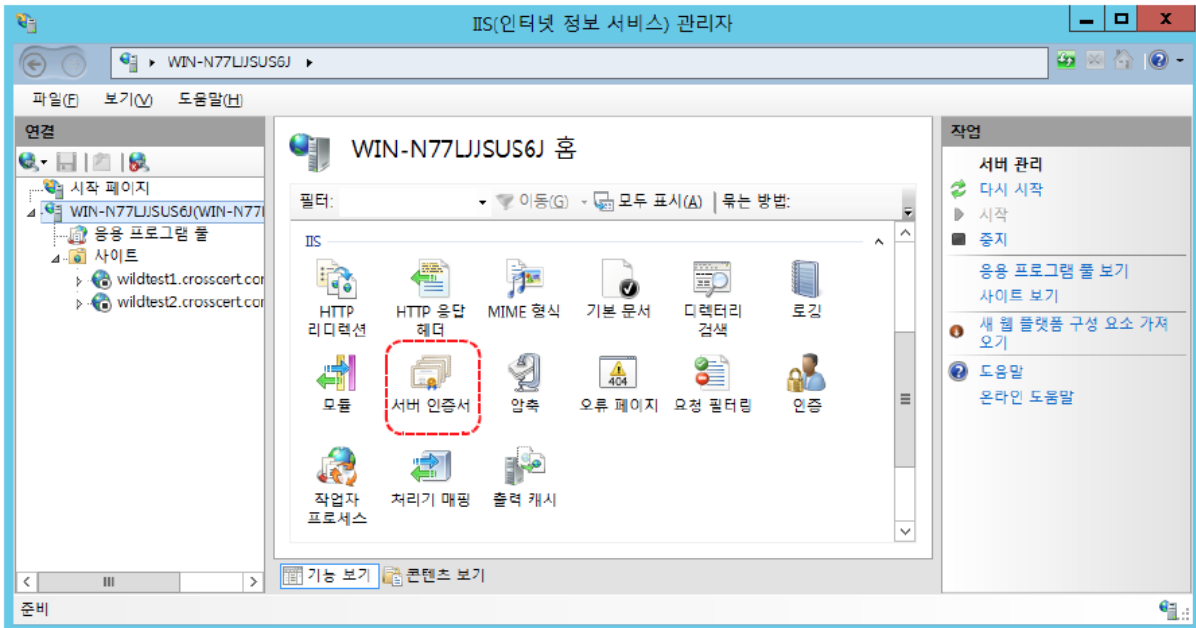 IIS(인터넷 정보 서비스) 관리자
WIN-N77LJJSUS6J
파일(F) 보기(V) 도움말(H)
연결
시작 페이지
WIN-N77LJJSUS6J(WIN-N77
응용 프로그램 풀
사이트
wildtest1.crosscert.cor
wildtest2.crosscert.cor
WIN-N77LJJSUS6J 홈
필터: 이동(G) 모두 표시(A) 묶는 방법:
IIS
HTTP 리디렉션
HTTP 응답 헤더
MIME 형식
기본 문서
디렉터리 검색
로깅
모듈
서버 인증서
압축
404
오류 페이지
요청 필터링
인증
작업자 프로세스
처리기 매핑
출력 캐시
기능 보기 콘텐츠 보기
작업
서버 관리
다시 시작
시작
중지
응용 프로그램 풀 보기
사이트 보기
새 웹 플랫폼 구성 요소 가져
오기
도움말
온라인 도움말
준비